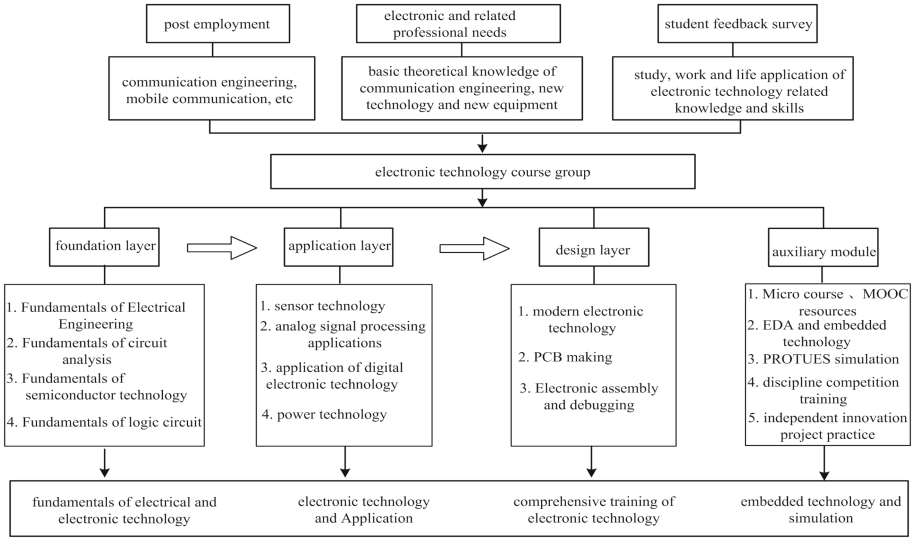 post employment
electronic and related
professional needs
student feedback survey
communication engineering,
mobile communication, etc
basic theoretical knowledge of
communication engineering, new
technology and new equipment
study, work and life application of
electronic technology related
knowledge and skills
electronic technology course group
foundation layer
application layer
design layer
auxiliary module
1. Fundamentals of Electrical
Engineering
2. Fundamentals of circuit
analysis
3. Fundamentals of
semiconductor technology
4. Fundamentals of logic circuit
1. sensor technology
2. analog signal processing
applications
3. application of digital
electronic technology
4. power technology
1. modern electronic
technology
2. PCB making
3. Electronic assembly
and debugging
1. Micro course 、MOOC
resources
2. EDA and embedded
technology
3. PROTUES simulation
4. discipline competition
training
5. independent innovation
project practice
fundamentals of electrical and
electronic technology
electronic technology
and Application
comprehensive training of
electronic technology
embedded technology and
simulation